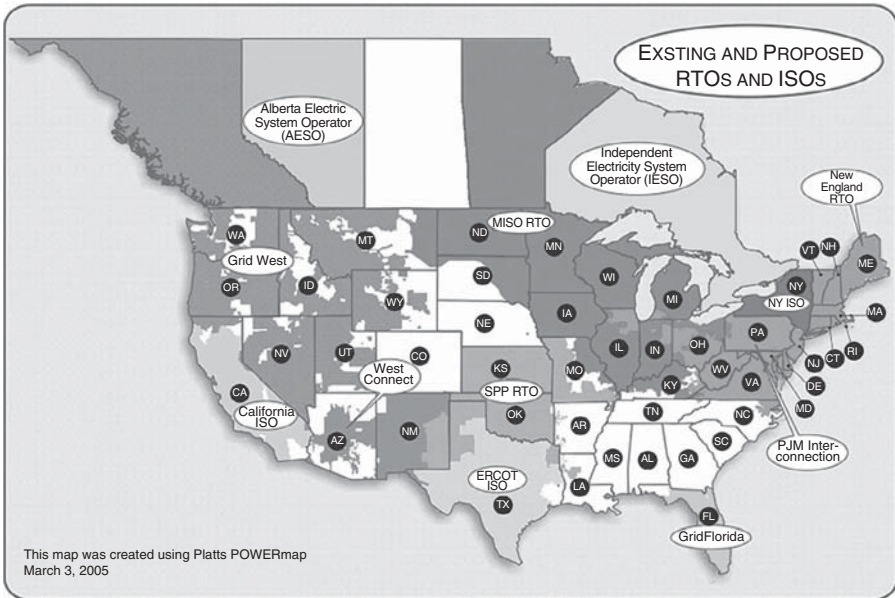 EXSTING AND PROPOSED
RTOS AND ISOS
Alberta Electric
System Operator
(AESO)
Independent
Electricity System
Operator (IESO)
New
England
RTO
MISO RTO
WA
MT
ND
MN
VT
NH
ME
Grid West
OR
ID
WY
SD
WI
MI
NY
NY ISO
MA
NE
IA
PA
NV
UT
CO
IL
IN
OH
NJ
CT
RI
West
Connect
KS
MO
KY
WV
VA
DE
MD
CA
California
ISO
SPP RTO
OK
TN
NC
AZ
NM
AR
SC
PJM Inter-
connection
MS
AL
GA
ERCOT
ISO
TX
LA
FL
GridFlorida
This map was created using Platts POWERmap
March 3, 2005